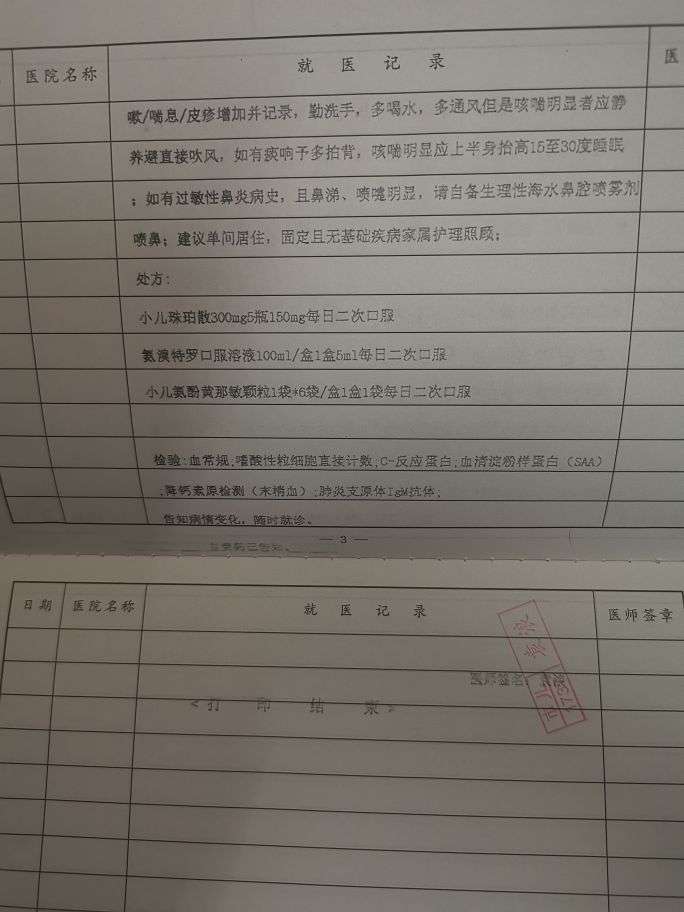 医院名称 就医记录 医
嗽/喘息/皮疹增加并记录，勤洗手，多喝水，多通风但是咳喘明显者应静
养避直接吹风，如有痰响予多拍背，咳喘明显应上半身抬高15至30度睡眠
；如有过敏性鼻炎病史，且鼻涕、喷嚏明显，请自备生理性海水鼻腔喷雾剂
喷鼻；建议单间居住，固定且无基础疾病家属护理照顾；
处方：
小儿珠珀散300mg5瓶150mg每日二次口服
氨溴特罗口服溶液100ml/盒1盒5ml每日二次口服
小儿氨酚黄那敏颗粒1袋*6袋/盒1盒1袋每日二次口服
检验:血常规;嗜酸性粒细胞直接计数;C-反应蛋白;血清淀粉样蛋白（SAA）
;降钙素原检测（末梢血）;肺炎支原体IgM抗体;
告知病情变化，随时就诊。
— 3 —
日期 医院名称 就医记录 医师签章
医师签名：
<打印结束>